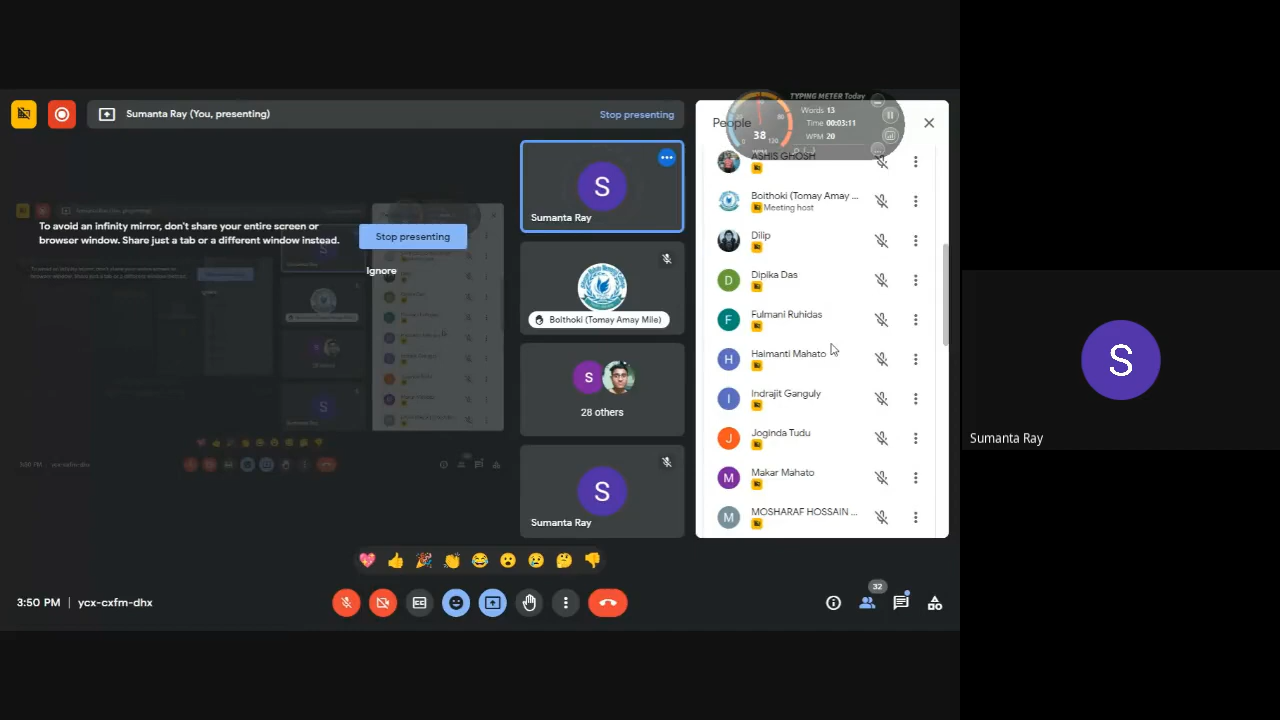 Sumanta Ray (You, presenting)
Stop presenting
To avoid an infinity mirror, don't share your entire screen or
browser window. Share just a tab or a different window instead.
Stop presenting
Ignore
Sumanta Ray
Boithoki (Tomay Amay Mile)
S
28 others
S
Sumanta Ray
People
TYPING METER Today
Words 13
Time 00:03:11
WPM 20
38
ASHIS GHOSH
Boithoki (Tomay Amay ...
Meeting host
Dilip
D
Dipika Das
F
Fulmani Ruhidas
H
Haimanti Mahato
I
Indrajit Ganguly
J
Joginda Tudu
M
Makar Mahato
M
MOSHARAF HOSSAIN ...
3:50 PM | ycx-cxfm-dhx
32
S
Sumanta Ray